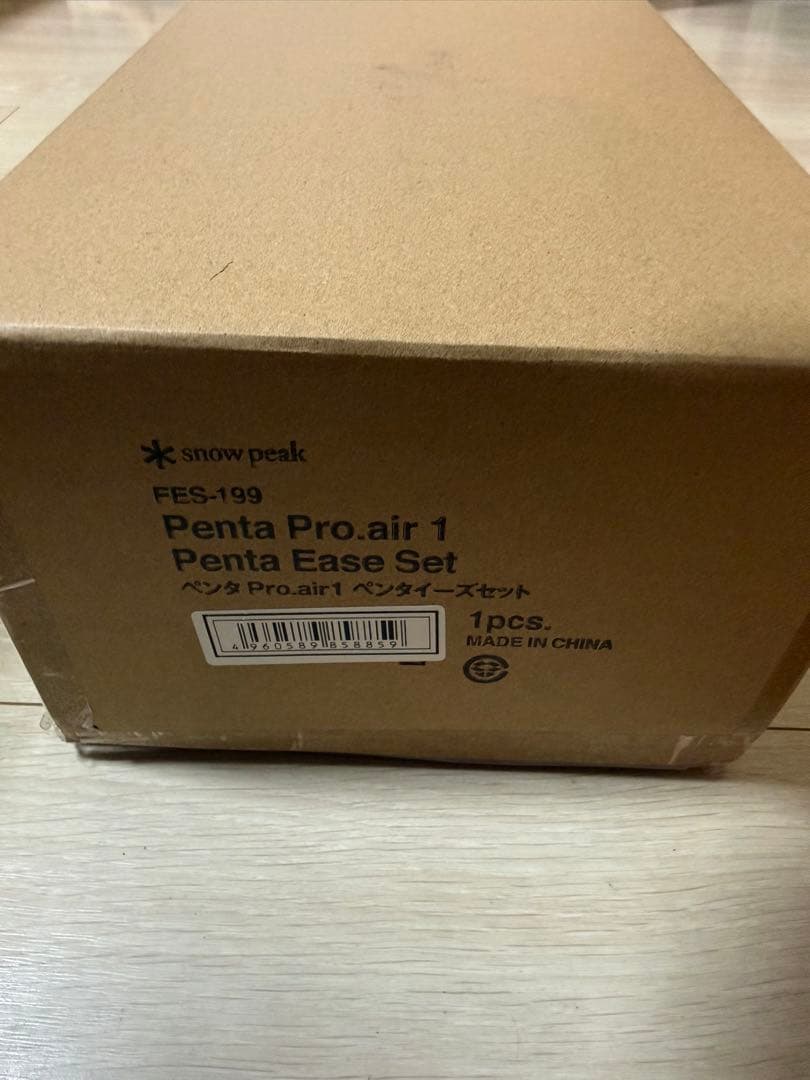 snow peak
FES-199
Penta Pro.air 1
Penta Ease Set
ペンタ Pro.air1 ペンタイーズセット
4960589858859
1pcs.
MADE IN CHINA